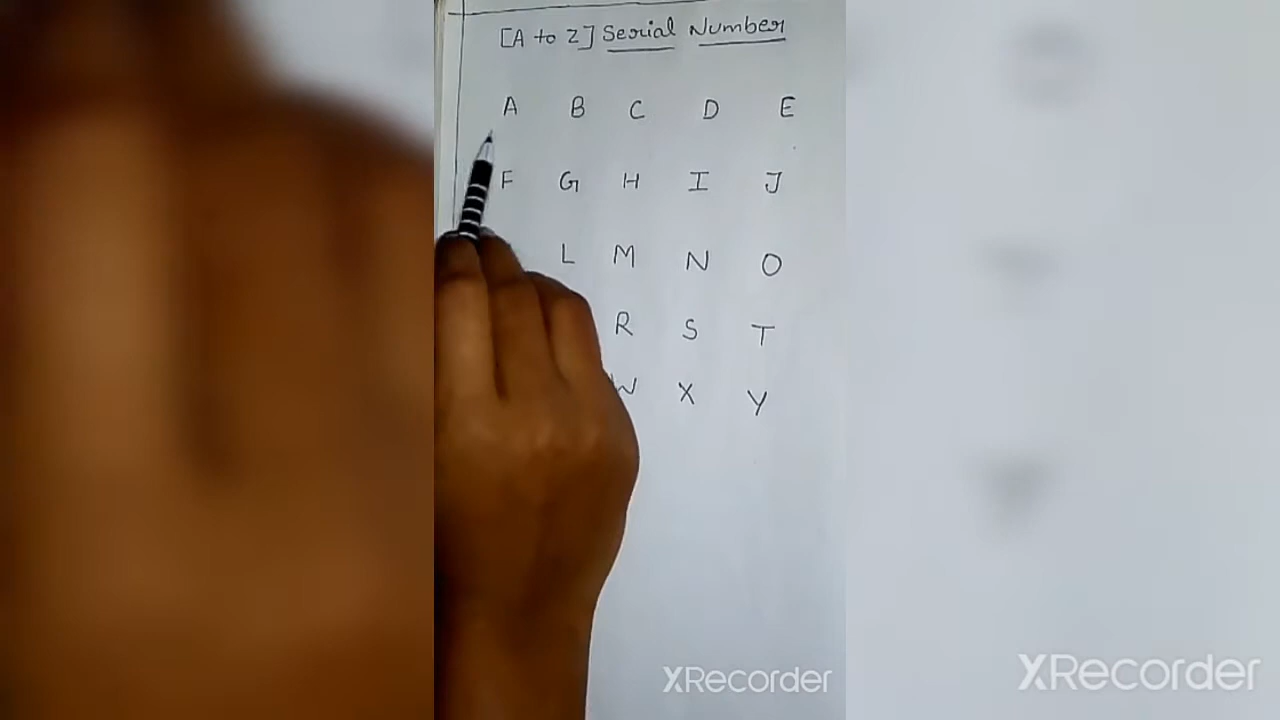 [A to Z] Serial Number
A B C D E
F G H I J
L M N O
R S T
W X Y
XRecorder
XRecorder